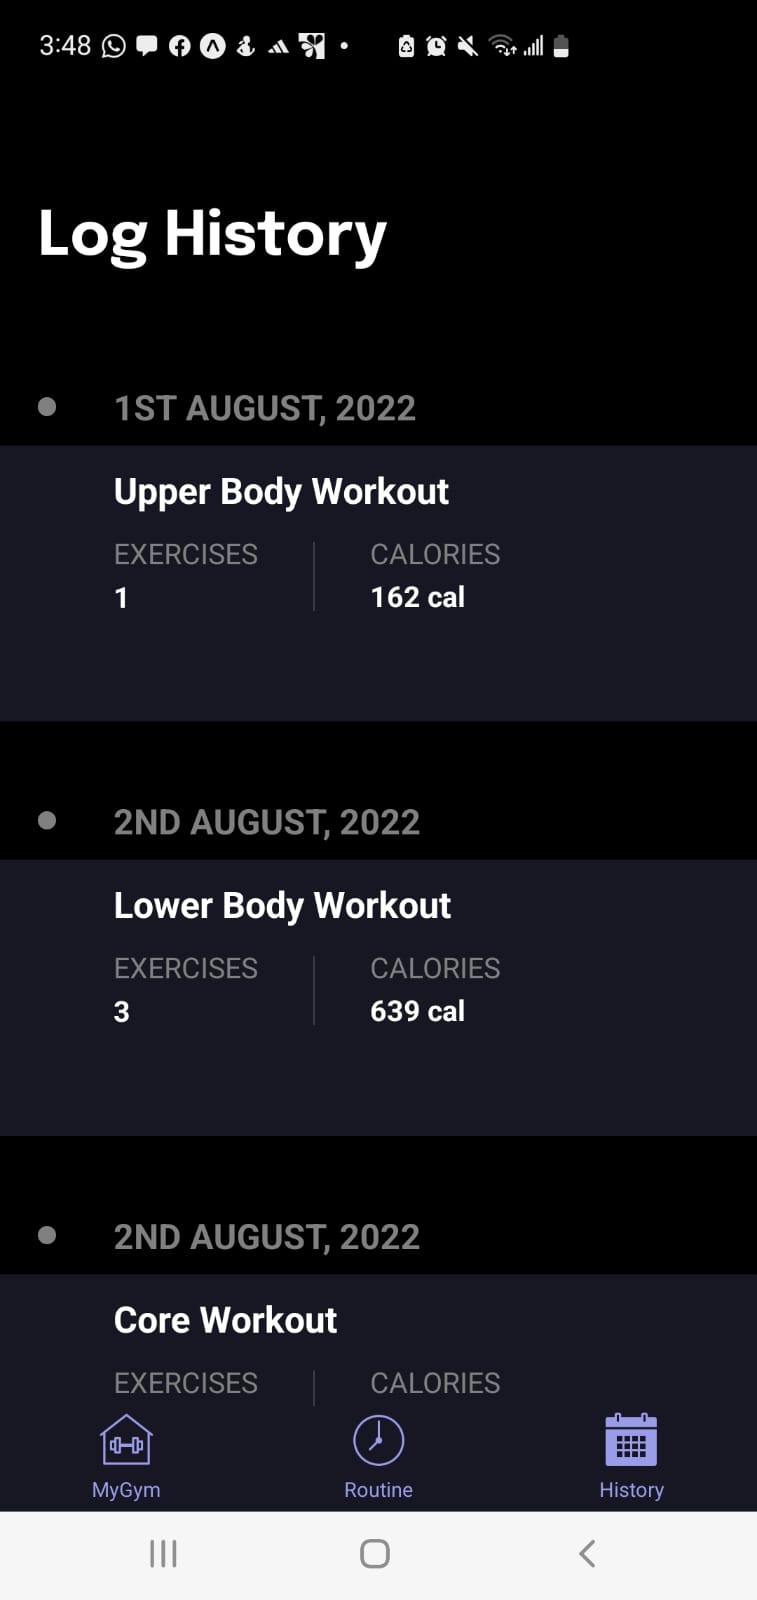 3:48
Log History
1ST AUGUST, 2022
Upper Body Workout
EXERCISES CALORIES
1 162 cal
2ND AUGUST, 2022
Lower Body Workout
EXERCISES CALORIES
3 639 cal
2ND AUGUST, 2022
Core Workout
EXERCISES CALORIES
MyGym Routine History